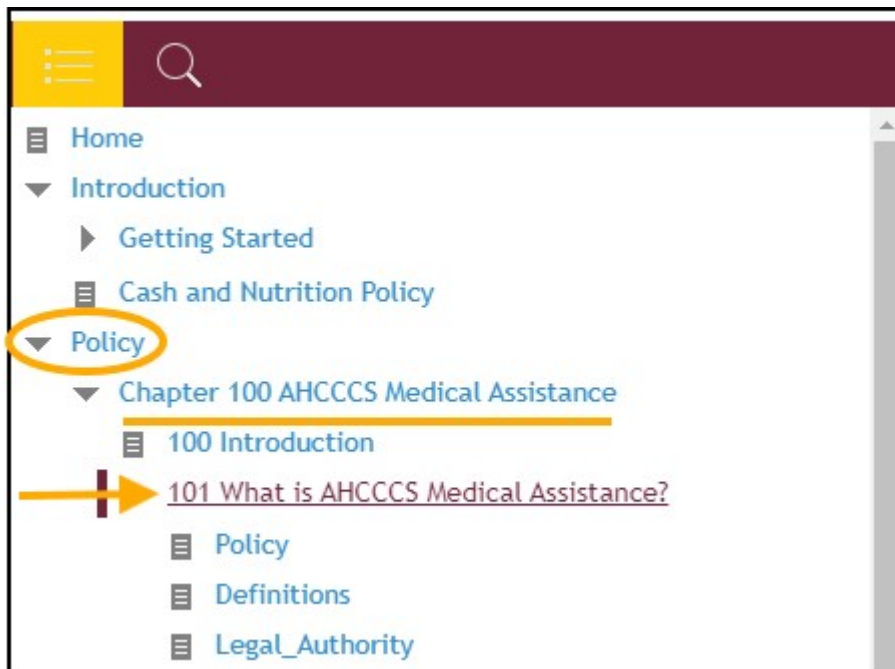 Home
Introduction
Getting Started
Cash and Nutrition Policy
Policy
Chapter 100 AHCCCS Medical Assistance
100 Introduction
101 What is AHCCCS Medical Assistance?
Policy
Definitions
Legal_Authority